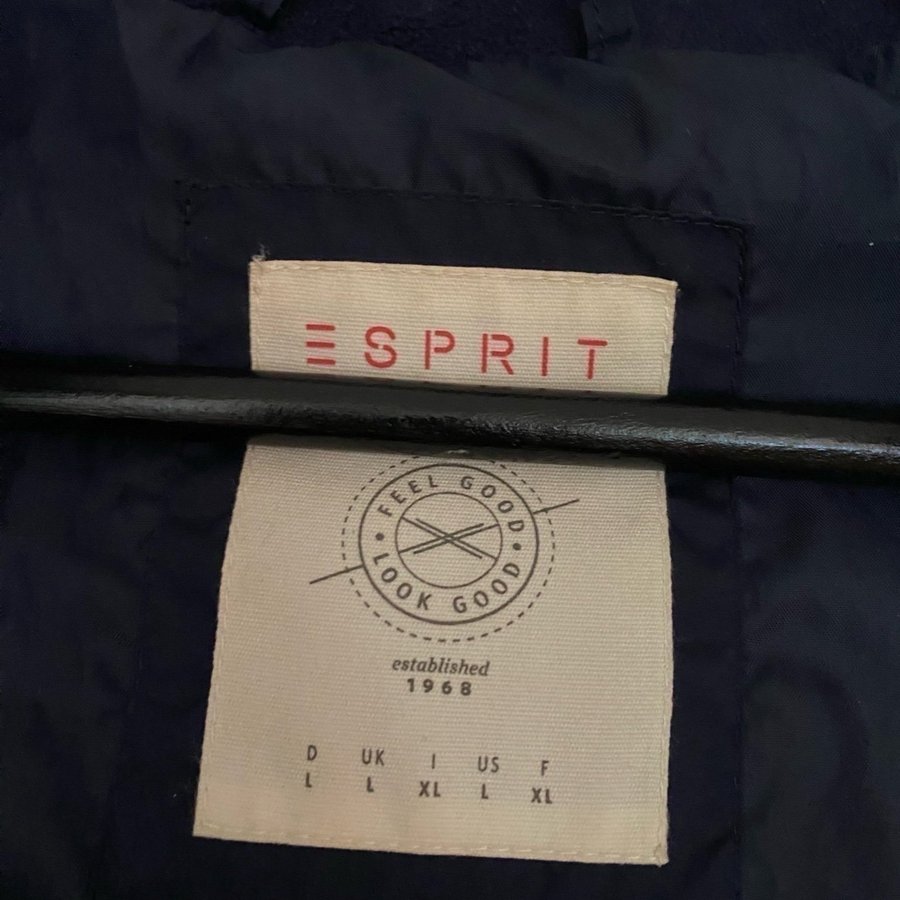 ESPRIT
FEEL GOOD
LOOK GOOD
established
1968
D UK I US F
L L XL L XL